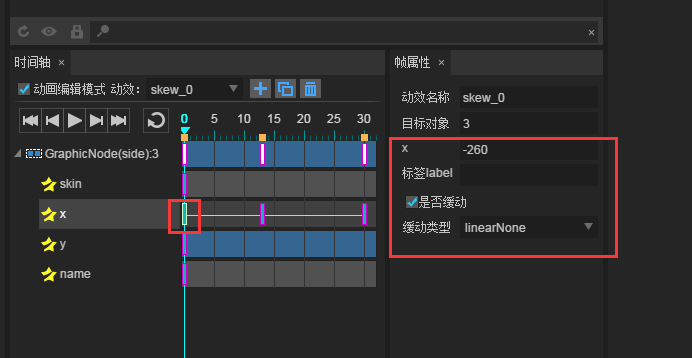 时间轴 ×
帧属性 ×
动画编辑模式 动效: skew_0
0 5 10 15 20 25 30
GraphicNode(side):3
skin
x
y
name
动效名称 skew_0
目标对象 3
x -260
标签label
是否缓动
缓动类型 linearNone